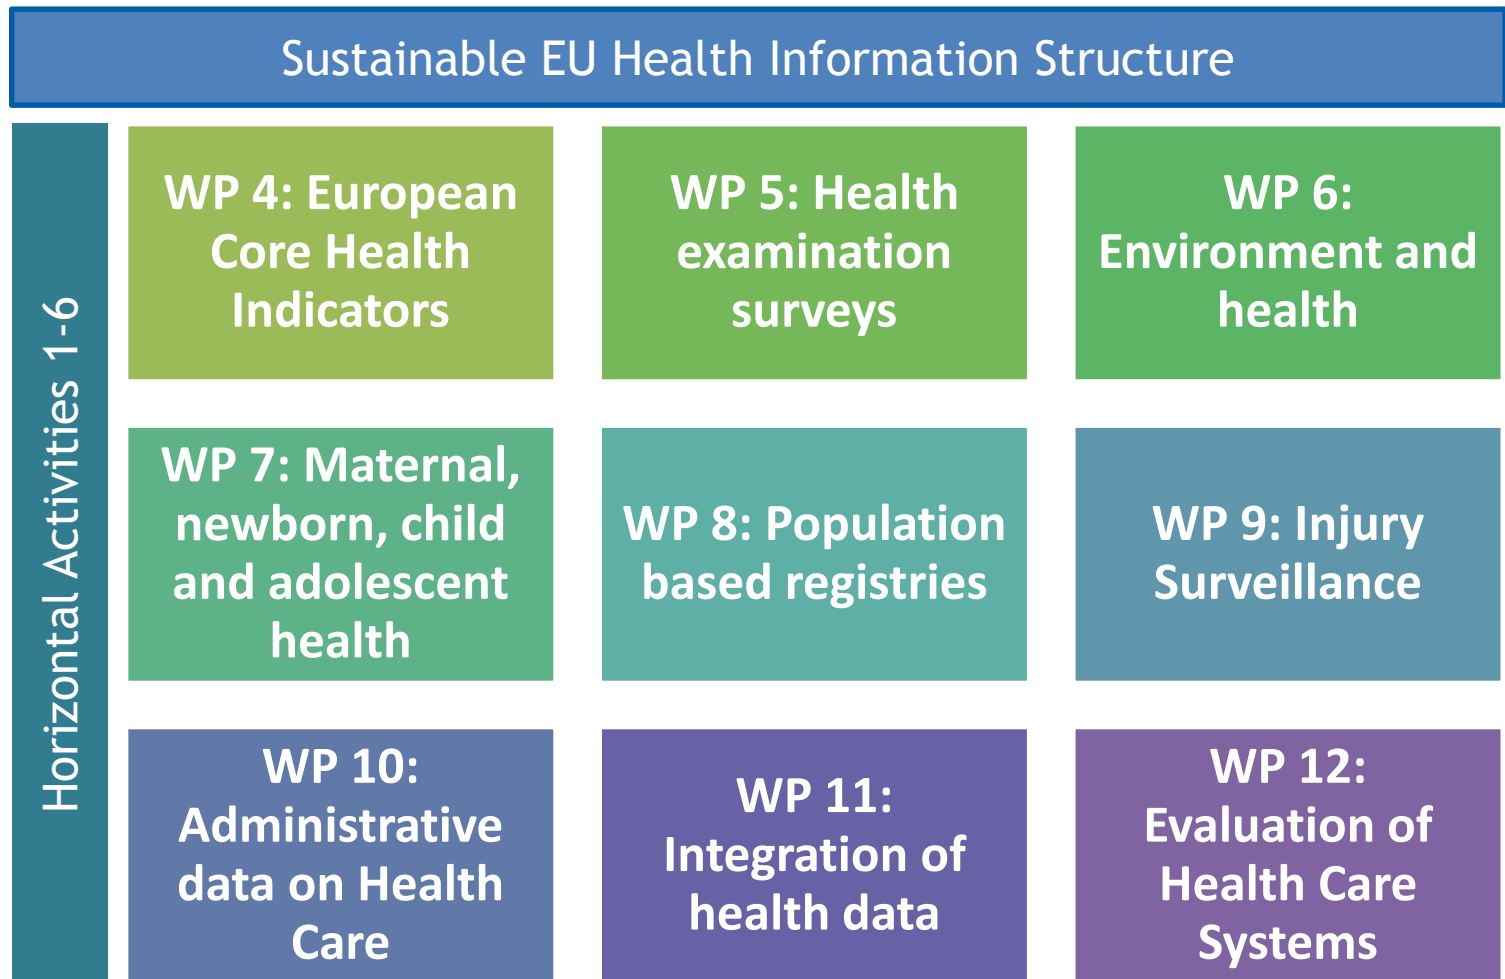 Sustainable EU Health Information Structure
Horizontal Activities 1-6
WP 4: European
Core Health
Indicators
WP 5: Health
examination
surveys
WP 6:
Environment and
health
WP 7: Maternal,
newborn, child
and adolescent
health
WP 8: Population
based registries
WP 9: Injury
Surveillance
WP 10:
Administrative
data on Health
Care
WP 11:
Integration of
health data
WP 12:
Evaluation of
Health Care
Systems